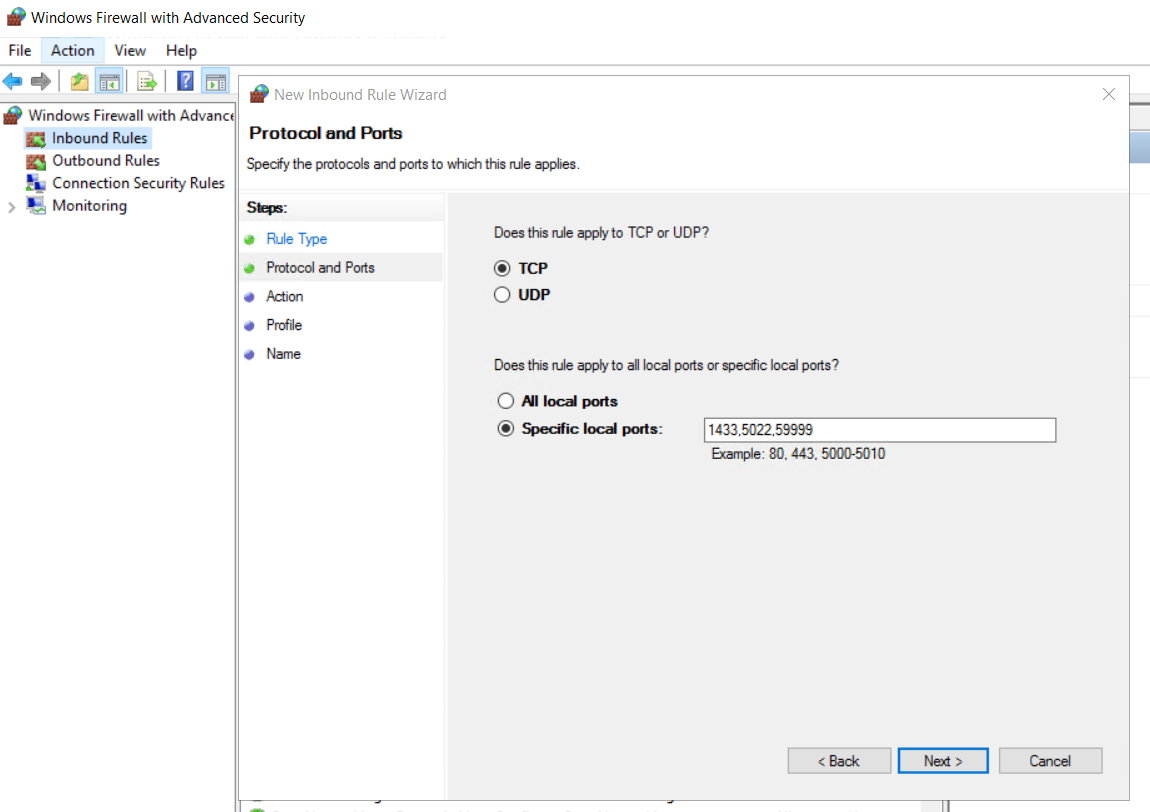 Windows Firewall with Advanced Security
File Action View Help
Windows Firewall with Advance
Inbound Rules
Outbound Rules
Connection Security Rules
Monitoring
New Inbound Rule Wizard
Protocol and Ports
Specify the protocols and ports to which this rule applies.
Steps:
Rule Type
Protocol and Ports
Action
Profile
Name
Does this rule apply to TCP or UDP?
TCP
UDP
Does this rule apply to all local ports or specific local ports?
All local ports
Specific local ports: 1433,5022,59999
Example: 80, 443, 5000-5010
< Back Next > Cancel